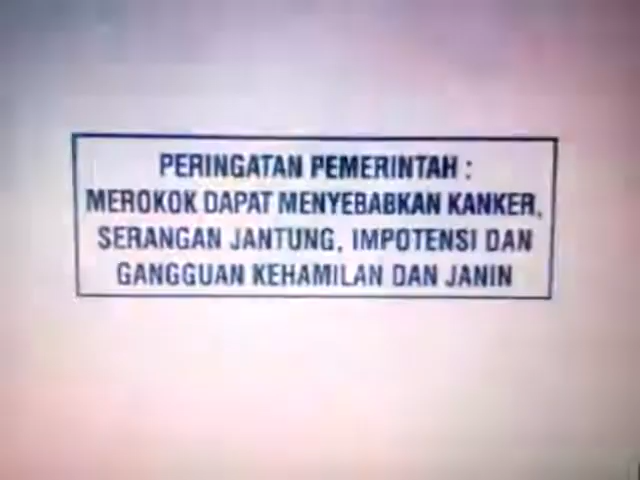 PERINGATAN PEMERINTAH :
MEROKOK DAPAT MENYEBABKAN KANKER,
SERANGAN JANTUNG, IMPOTENSI DAN
GANGGUAN KEHAMILAN DAN JANIN